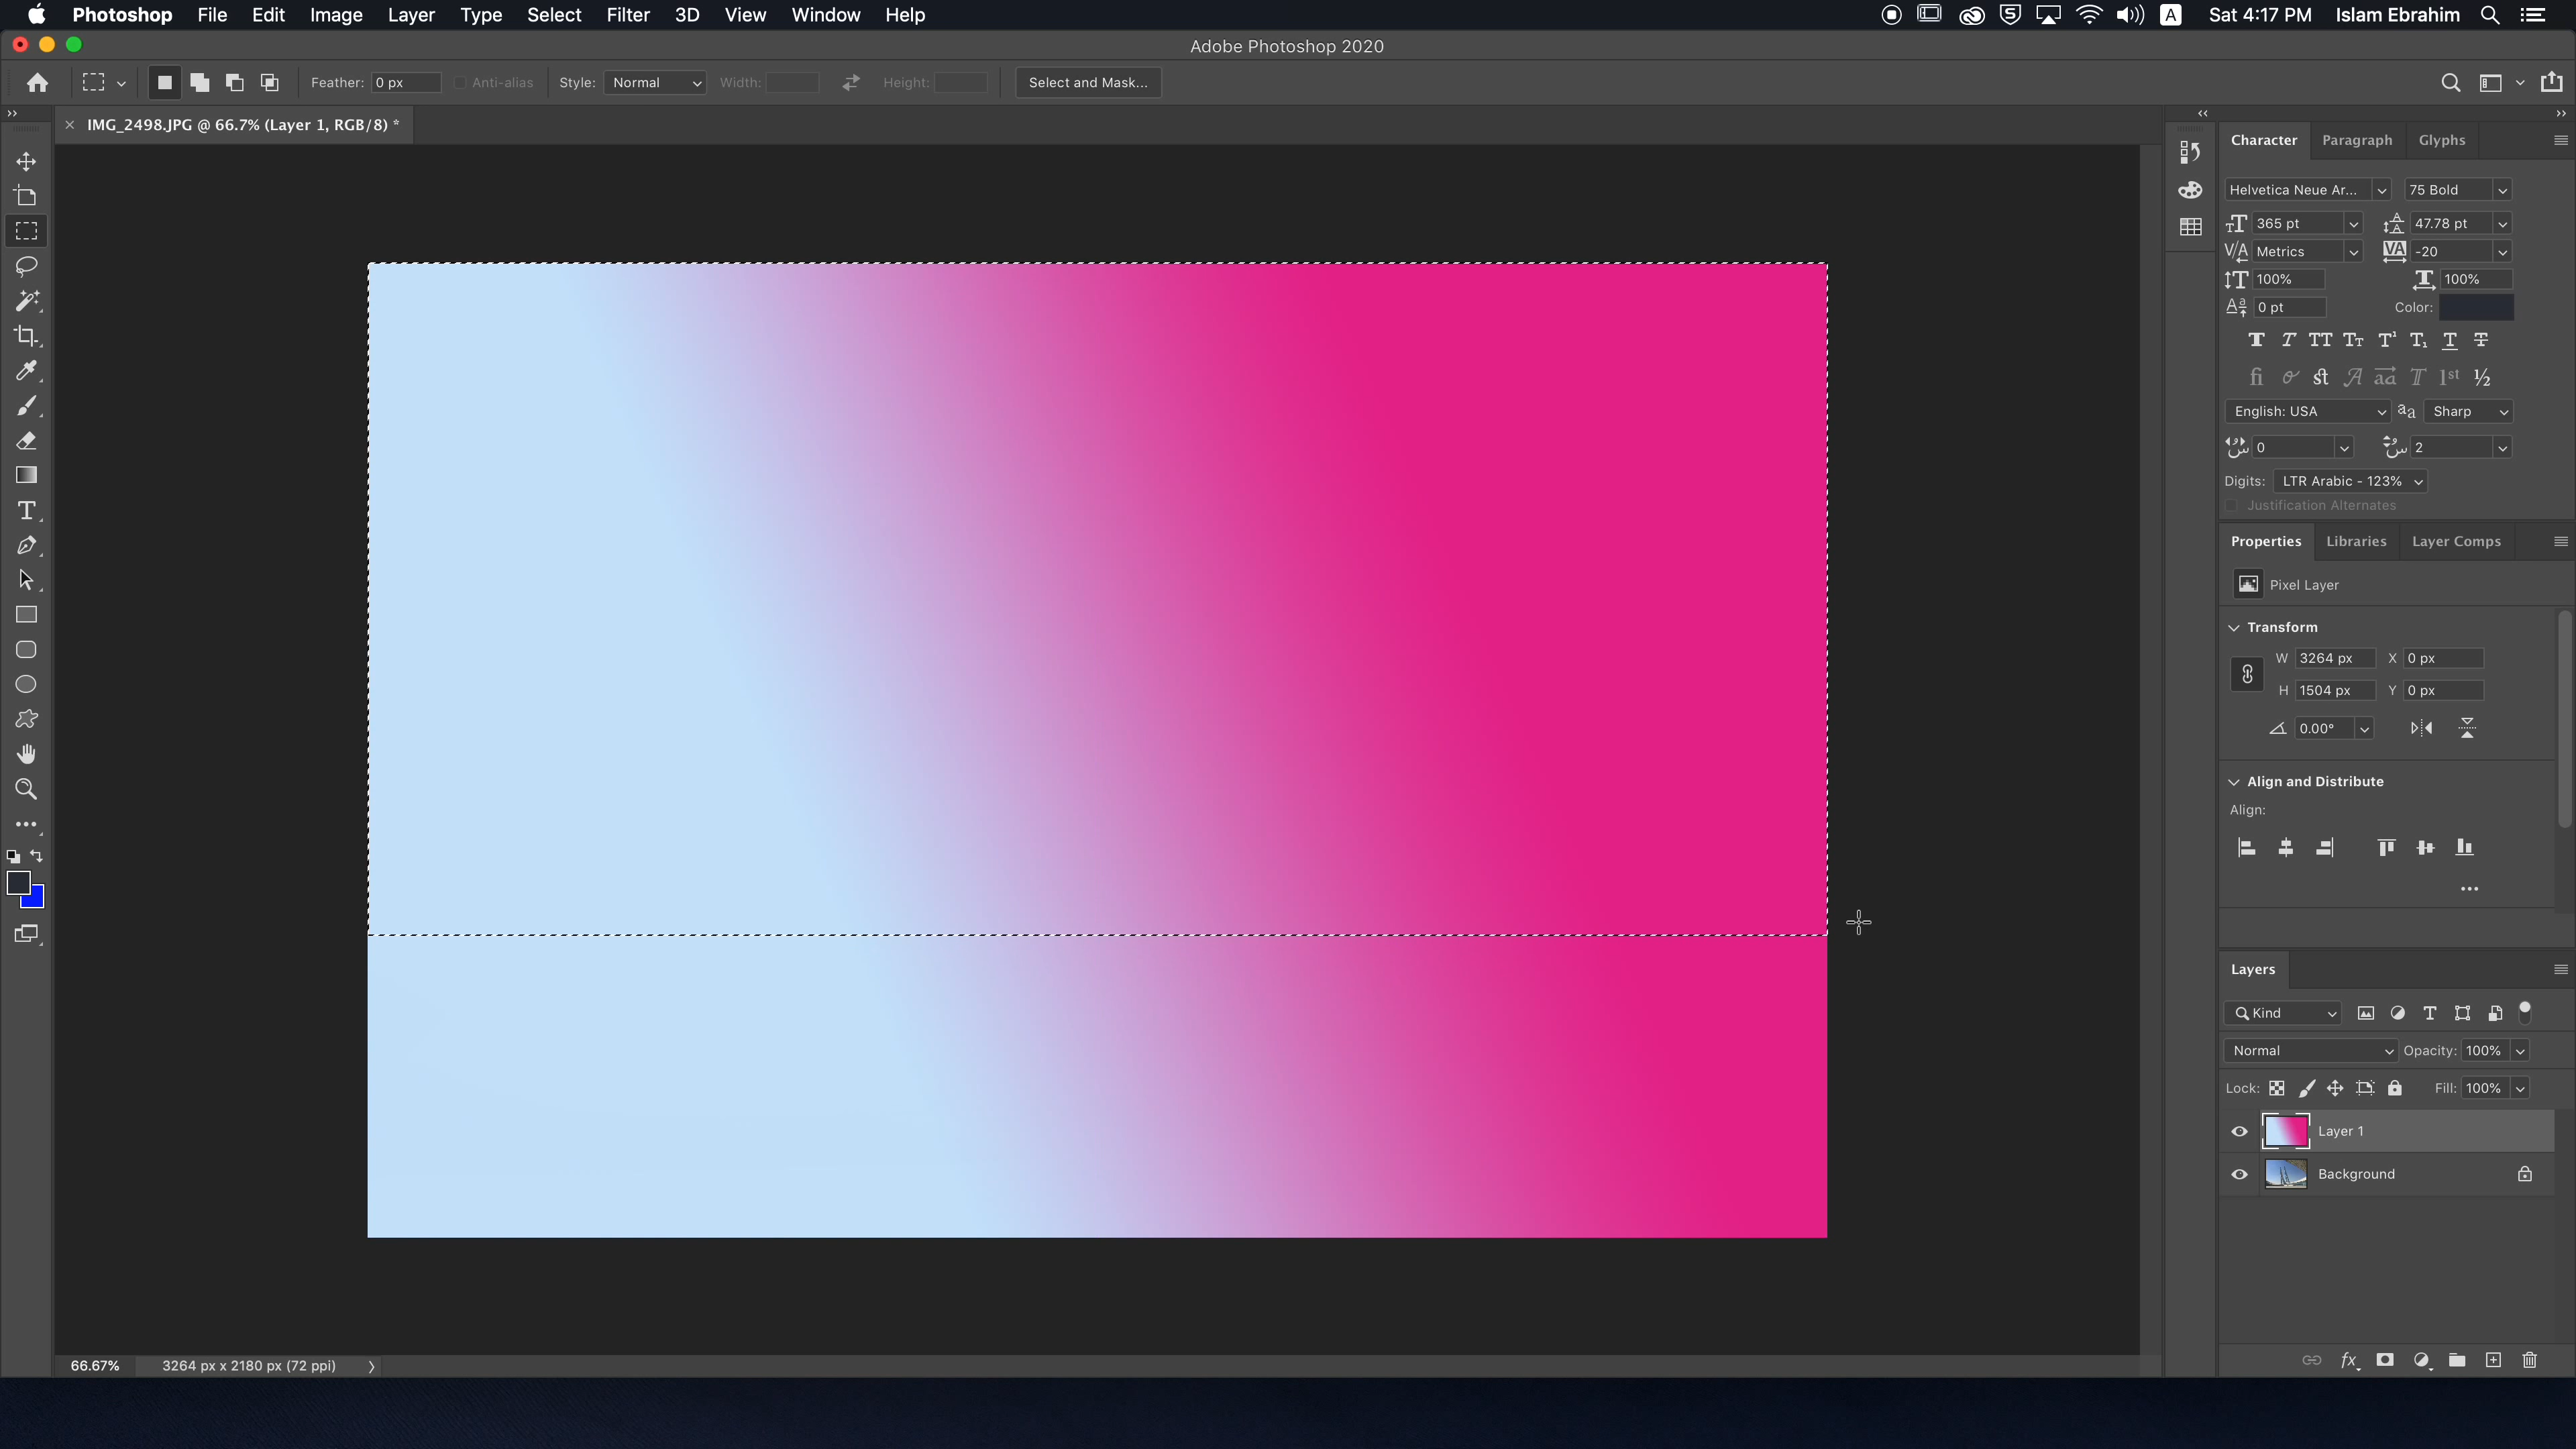 Photoshop File Edit Image Layer Type Select Filter 3D View Window Help
A Sat 4:17 PM Islam Ebrahim
Adobe Photoshop 2020
Feather: 0 px Anti-alias Style: Normal Width: Height: Select and Mask...
IMG_2498.JPG @ 66.7% (Layer 1, RGB/8) *
Character Paragraph Glyphs
Helvetica Neue Ar... 75 Bold
365 pt 47.78 pt
Metrics -20
100% 100%
0 pt Color:
English: USA aa Sharp
0 2
Digits: LTR Arabic - 123%
Justification Alternates
Properties Libraries Layer Comps
Pixel Layer
Transform
W 3264 px X 0 px
H 1504 px Y 0 px
0.00°
Align and Distribute
Align:
Layers
Kind
Normal Opacity: 100%
Lock: Fill: 100%
Layer 1
Background
66.67% 3264 px x 2180 px (72 ppi)